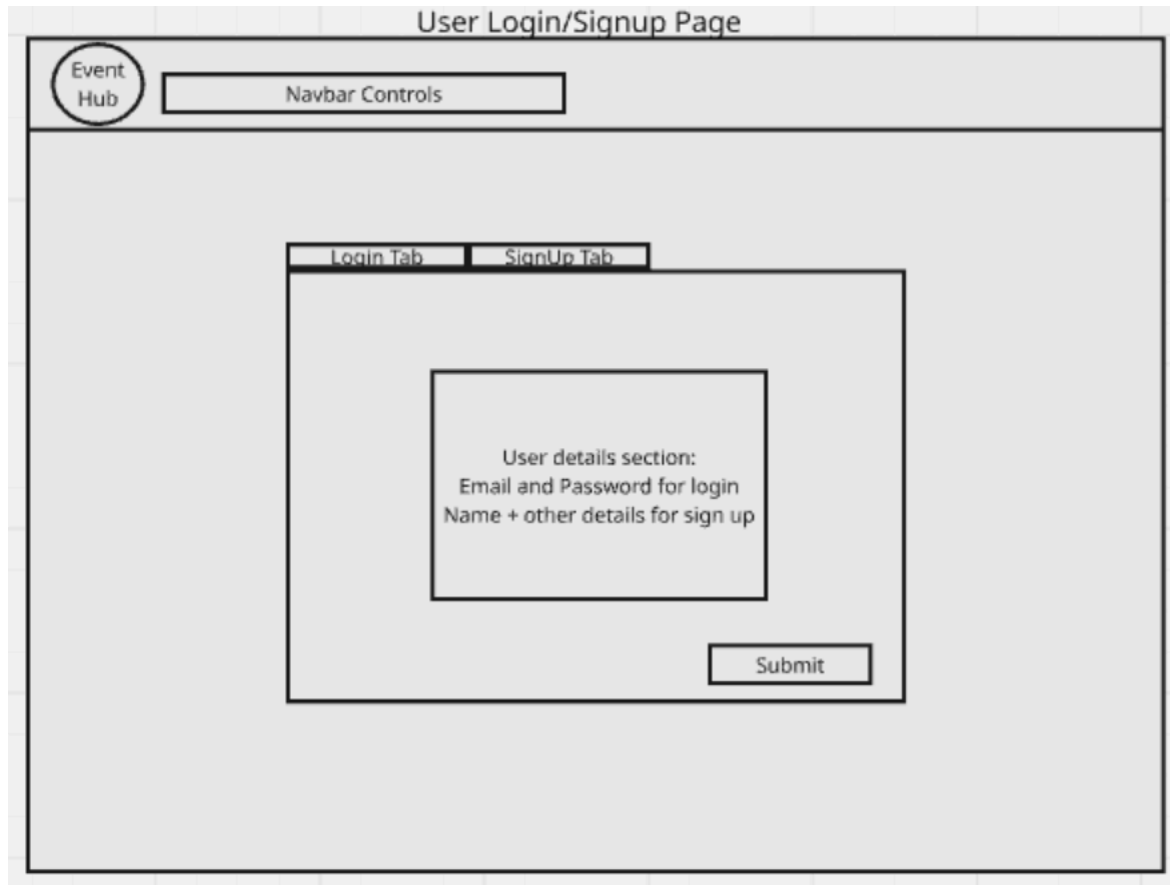 User Login/Signup Page
Event
Hub
Navbar Controls
Login Tab
SignUp Tab
User details section:
Email and Password for login
Name + other details for sign up
Submit